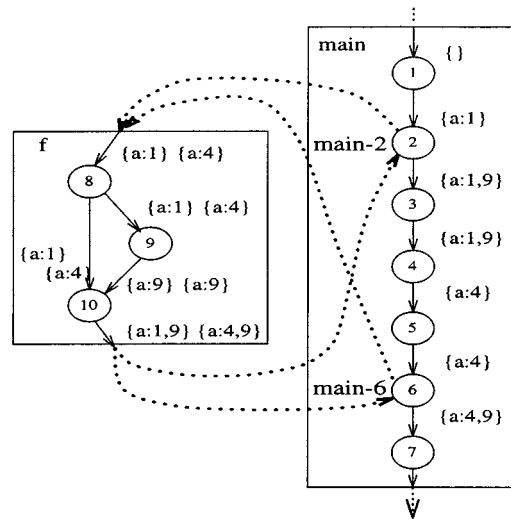 main
{}
1
{a:1}
main-2
2
{a:1,9}
3
{a:1,9}
4
{a:4}
5
{a:4}
main-6
6
{a:4,9}
7
f
{a:1} {a:4}
8
{a:1} {a:4}
9
{a:1}
{a:4}
{a:9} {a:9}
10
{a:1,9} {a:4,9}